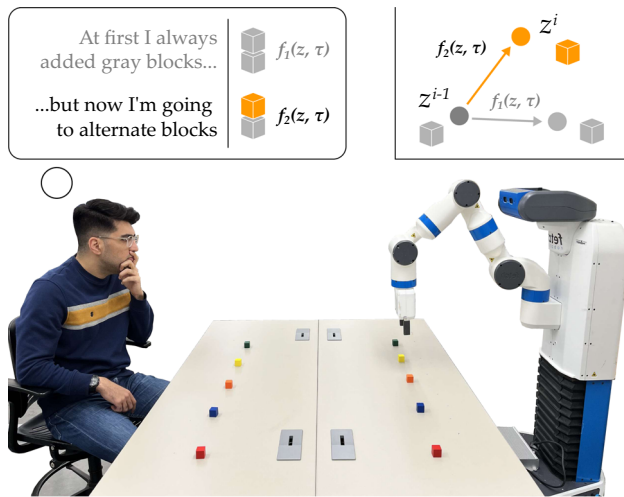 At first I always
added gray blocks...
f₁(z, τ)
...but now I'm going
to alternate blocks
f₂(z, τ)
zⁱ
f₂(z, τ)
zⁱ⁻¹
f₁(z, τ)